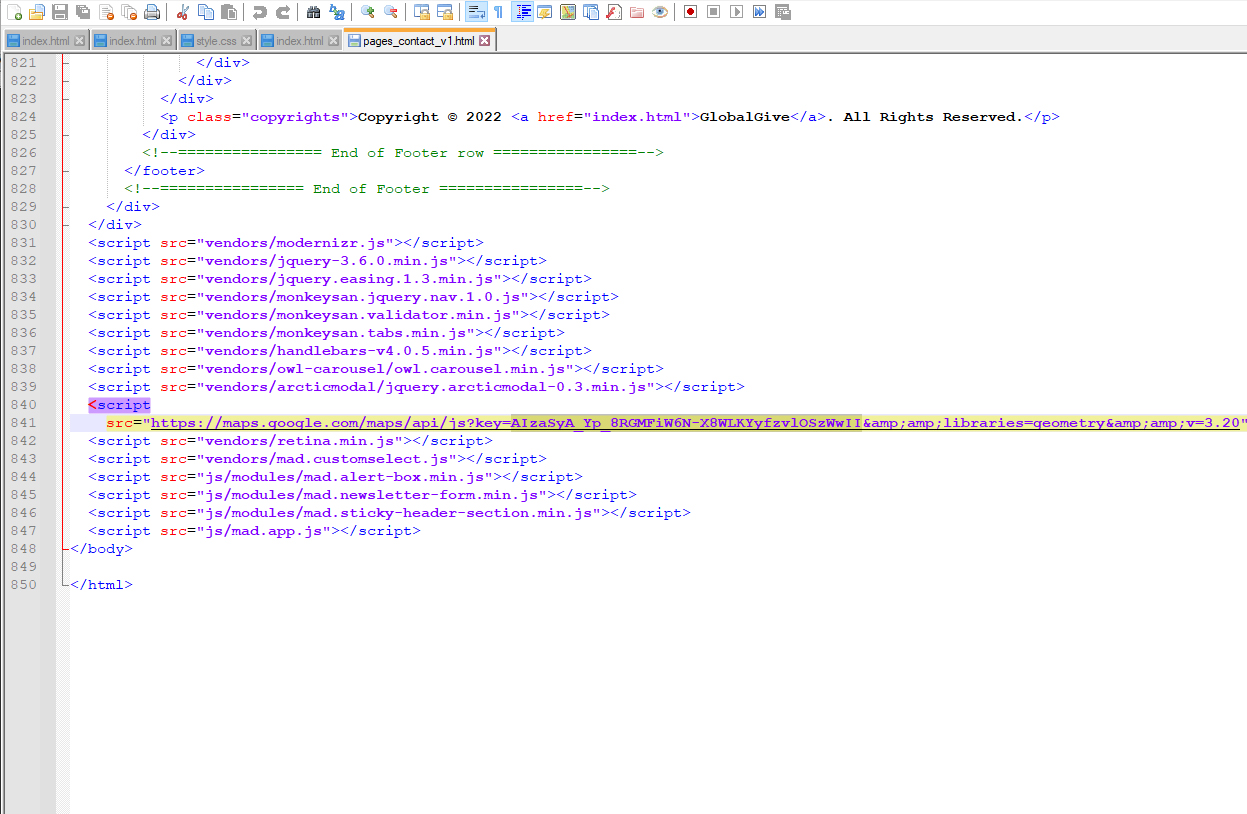 index.html
index.html
style.css
index.html
pages_contact_v1.html
821 </div>
822 </div>
823 </div>
824 <p class="copyrights">Copyright © 2022 <a href="index.html">GlobalGive</a>. All Rights Reserved.</p>
825 </div>
826 <!--================ End of Footer row ================-->
827 </footer>
828 <!--================ End of Footer ================-->
829 </div>
830 </div>
831 <script src="vendors/modernizr.js"></script>
832 <script src="vendors/jquery-3.6.0.min.js"></script>
833 <script src="vendors/jquery.easing.1.3.min.js"></script>
834 <script src="vendors/monkeysan.jquery.nav.1.0.js"></script>
835 <script src="vendors/monkeysan.validator.min.js"></script>
836 <script src="vendors/monkeysan.tabs.min.js"></script>
837 <script src="vendors/handlebars-v4.0.5.min.js"></script>
838 <script src="vendors/owl-carousel/owl.carousel.min.js"></script>
839 <script src="vendors/arcticmodal/jquery.arcticmodal-0.3.min.js"></script>
840 <script
841 src="https://maps.google.com/maps/api/js?key=AIzaSyA_Yp_8RGMFiW6N-X8WLKYyfzvlOSzWwII&amp;amp;libraries=geometry&amp;amp;v=3.20"
842 <script src="vendors/retina.min.js"></script>
843 <script src="vendors/mad.customselect.js"></script>
844 <script src="js/modules/mad.alert-box.min.js"></script>
845 <script src="js/modules/mad.newsletter-form.min.js"></script>
846 <script src="js/modules/mad.sticky-header-section.min.js"></script>
847 <script src="js/mad.app.js"></script>
848 </body>
849
850 </html>